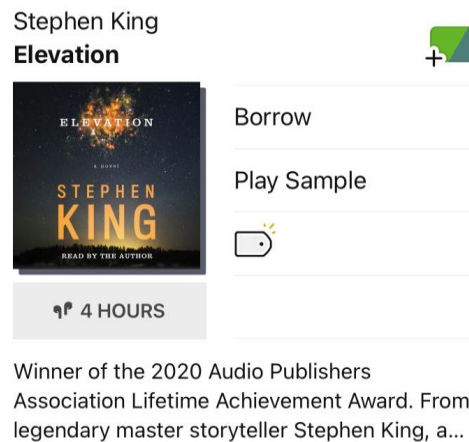 Stephen King
Elevation
ELEVATION
a novel
STEPHEN
KING
READ BY THE AUTHOR
Borrow
Play Sample
4 HOURS
Winner of the 2020 Audio Publishers
Association Lifetime Achievement Award. From
legendary master storyteller Stephen King, a...